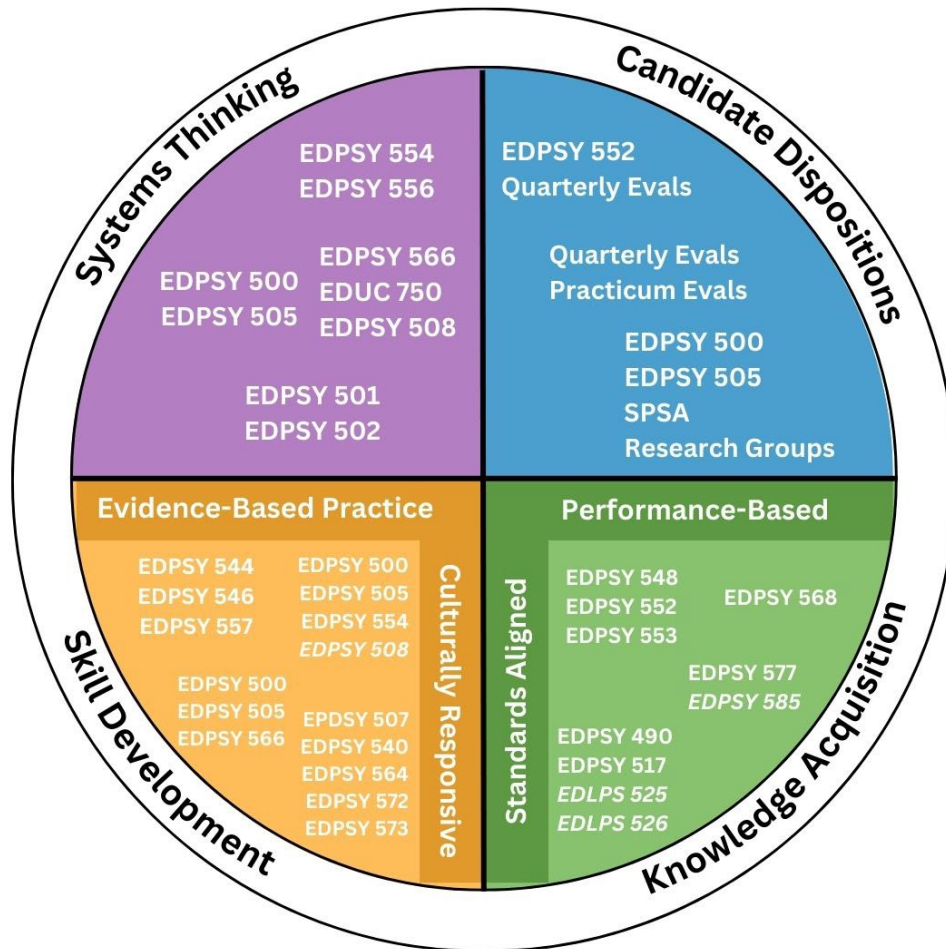 Systems Thinking
EDPSY 554
EDPSY 556
EDPSY 500
EDPSY 505
EDPSY 566
EDUC 750
EDPSY 508
EDPSY 501
EDPSY 502
Candidate Dispositions
EDPSY 552
Quarterly Evals
Quarterly Evals
Practicum Evals
EDPSY 500
EDPSY 505
SPSA
Research Groups
Skill Development
Evidence-Based Practice
Culturally Responsive
EDPSY 544
EDPSY 546
EDPSY 557
EDPSY 500
EDPSY 505
EDPSY 554
EDPSY 508
EDPSY 500
EDPSY 505
EDPSY 566
EPDSY 507
EDPSY 540
EDPSY 564
EDPSY 572
EDPSY 573
Knowledge Acquisition
Performance-Based
Standards Aligned
EDPSY 548
EDPSY 552
EDPSY 553
EDPSY 568
EDPSY 577
EDPSY 585
EDPSY 490
EDPSY 517
EDLPS 525
EDLPS 526